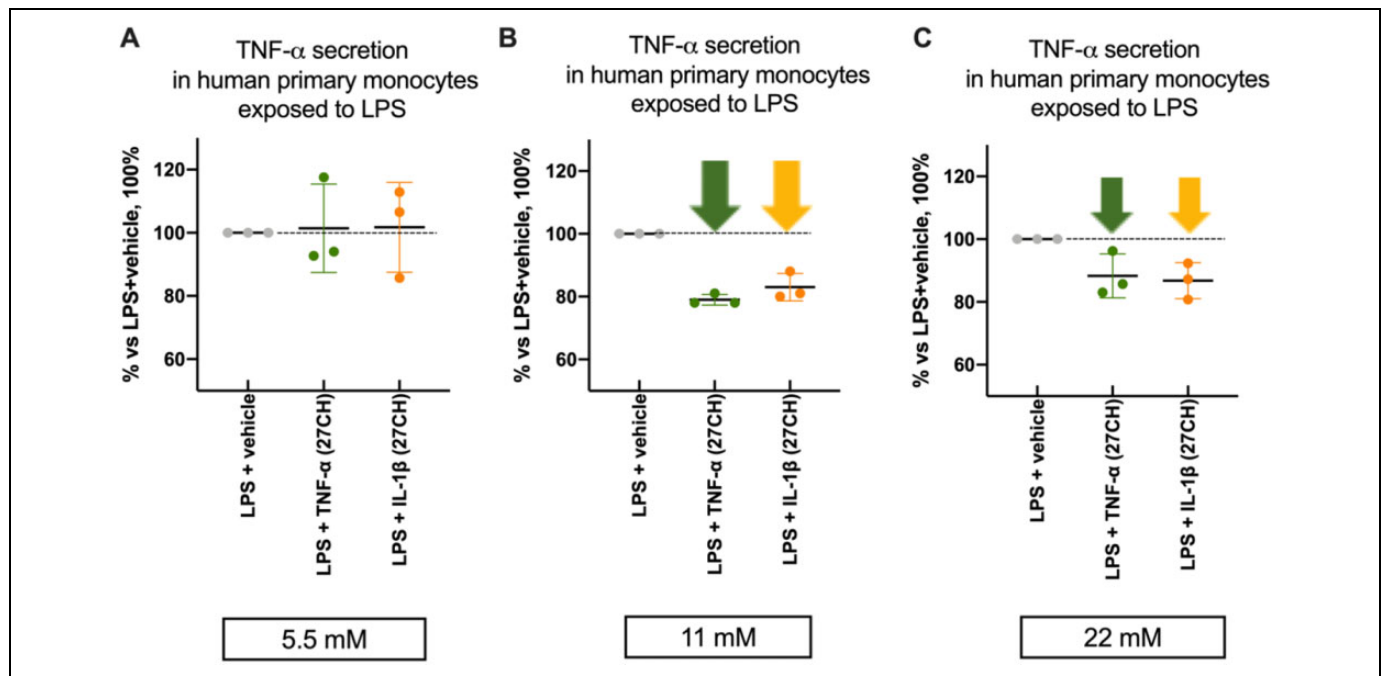 A
TNF-α secretion
in human primary monocytes
exposed to LPS
% vs LPS+vehicle, 100%
120
100
80
60
LPS + vehicle
LPS + TNF-α (27CH)
LPS + IL-1β (27CH)
5.5 mM
B
TNF-α secretion
in human primary monocytes
exposed to LPS
% vs LPS+vehicle, 100%
120
100
80
60
LPS + vehicle
LPS + TNF-α (27CH)
LPS + IL-1β (27CH)
11 mM
C
TNF-α secretion
in human primary monocytes
exposed to LPS
% vs LPS+vehicle, 100%
120
100
80
60
LPS + vehicle
LPS + TNF-α (27CH)
LPS + IL-1β (27CH)
22 mM